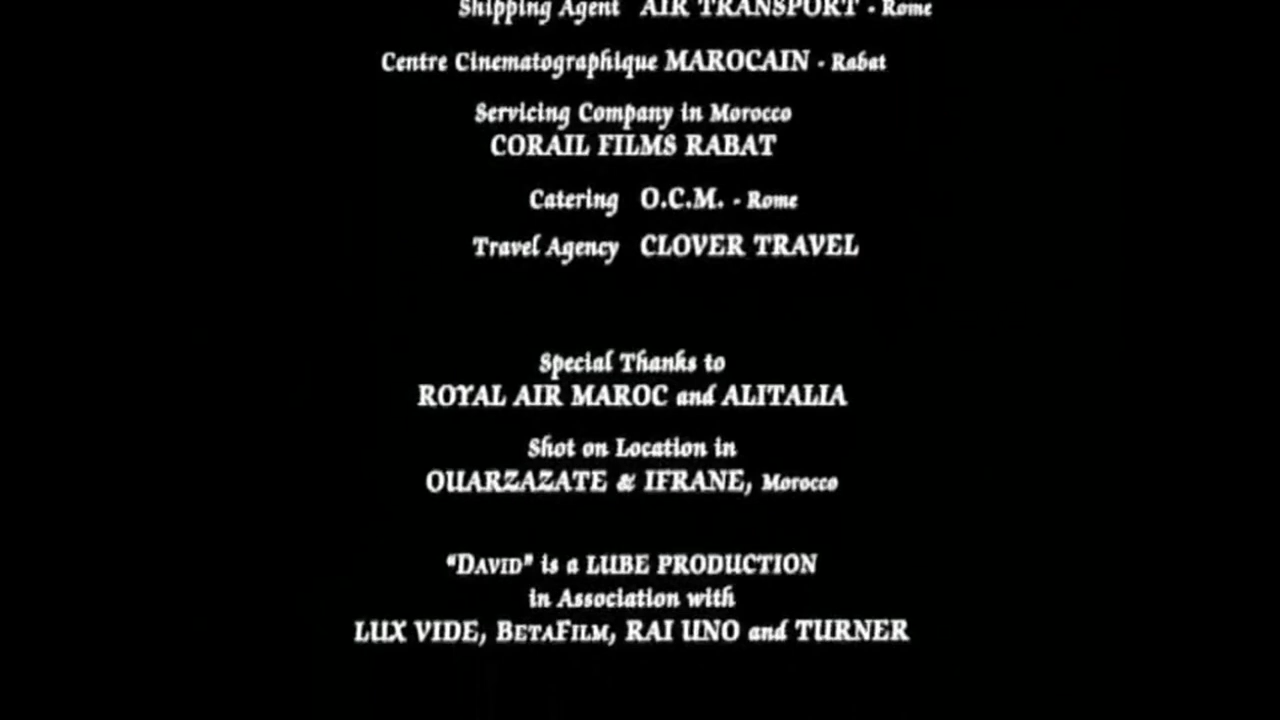 Shipping Agent AIR TRANSPORT - Rome
Centre Cinematographique MAROCAIN - Rabat
Servicing Company in Morocco
CORAIL FILMS RABAT
Catering O.C.M. - Rome
Travel Agency CLOVER TRAVEL
Special Thanks to
ROYAL AIR MAROC and ALITALIA
Shot on Location in
OUARZAZATE & IFRANE, Morocco
"DAVID" is a LUBE PRODUCTION
in Association with
LUX VIDE, BETAFILM, RAI UNO and TURNER